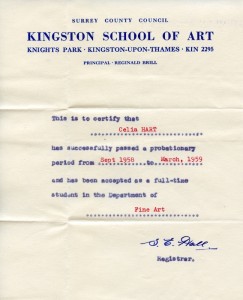 SURREY COUNTY COUNCIL
KINGSTON SCHOOL OF ART
KNIGHTS PARK · KINGSTON-UPON-THAMES · KIN 2295
PRINCIPAL · REGINALD BRILL
This is to certify that
Celia HART
has successfully passed a probationary
period from Sept 1958 to March, 1959
and has been accepted as a full-time
student in the Department of
Fine Art
S. E. Hall
Registrar.